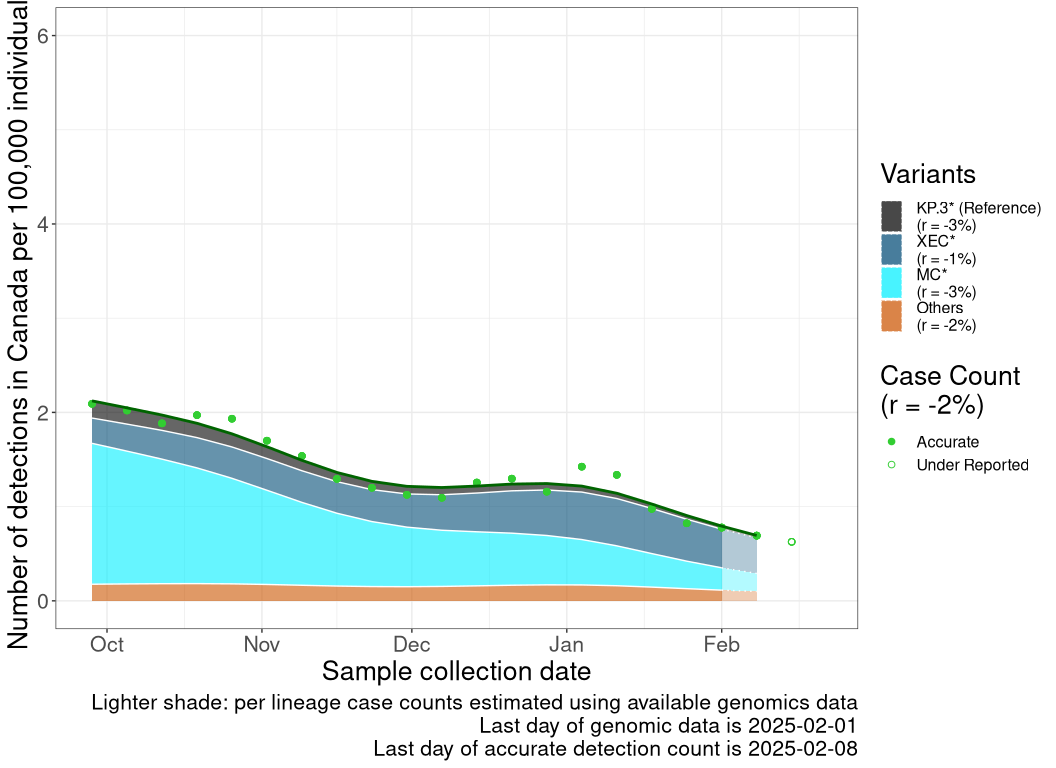 Number of detections in Canada per 100,000 individual
6
4
2
0
Oct Nov Dec Jan Feb
Sample collection date
Lighter shade: per lineage case counts estimated using available genomics data
Last day of genomic data is 2025-02-01
Last day of accurate detection count is 2025-02-08
Variants
KP.3* (Reference)
(r = -3%)
XEC*
(r = -1%)
MC*
(r = -3%)
Others
(r = -2%)
Case Count
(r = -2%)
Accurate
Under Reported